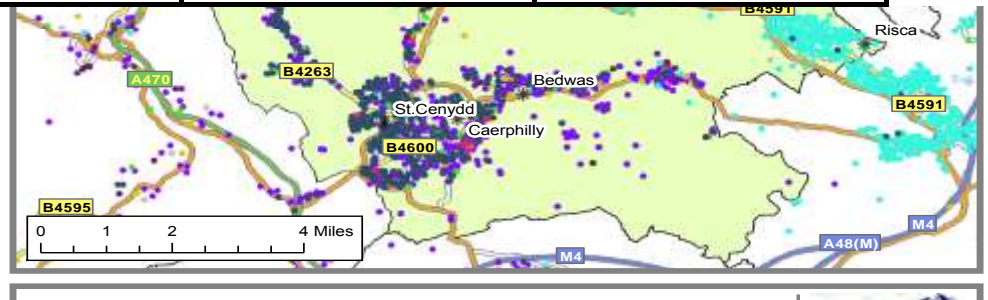 B4591
Risca
B4263
A470
Bedwas
B4591
St.Cenydd
Caerphilly
B4600
B4595
M4
A48(M)
M4
0 1 2 4 Miles